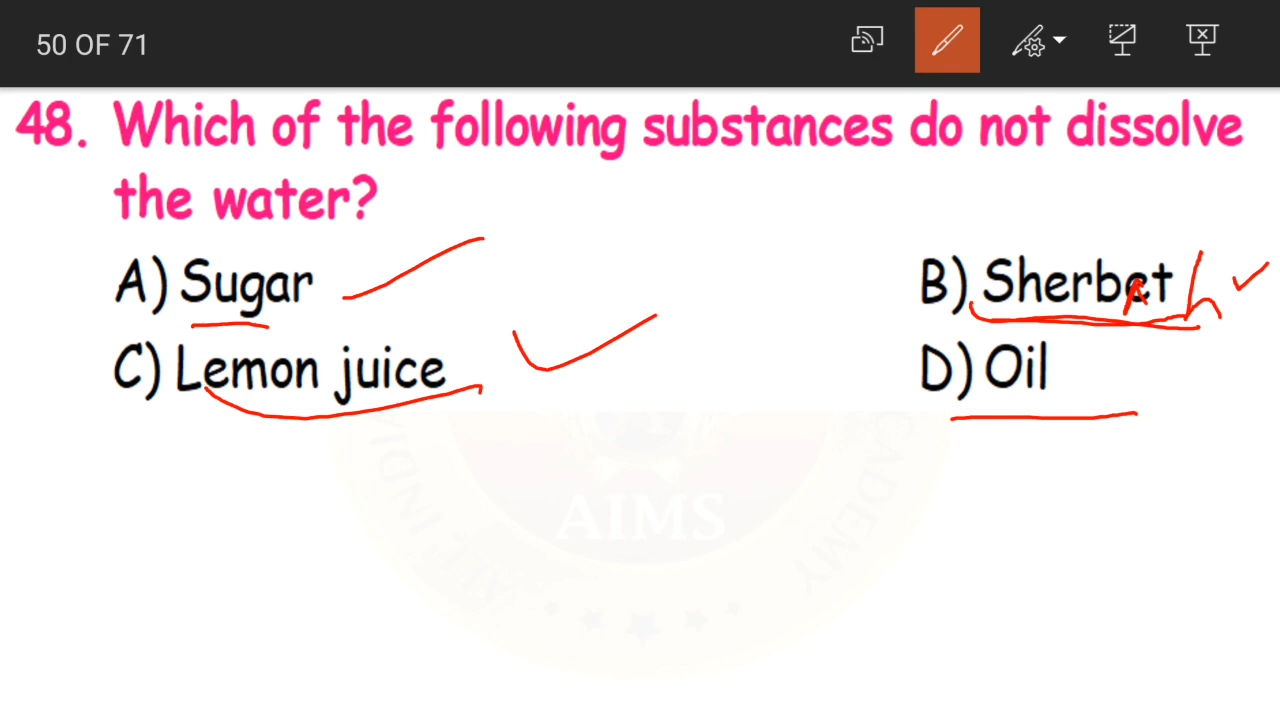 50 OF 71
48. Which of the following substances do not dissolve
the water?
A) Sugar B) Sherbet h
C) Lemon juice D) Oil
AIMS